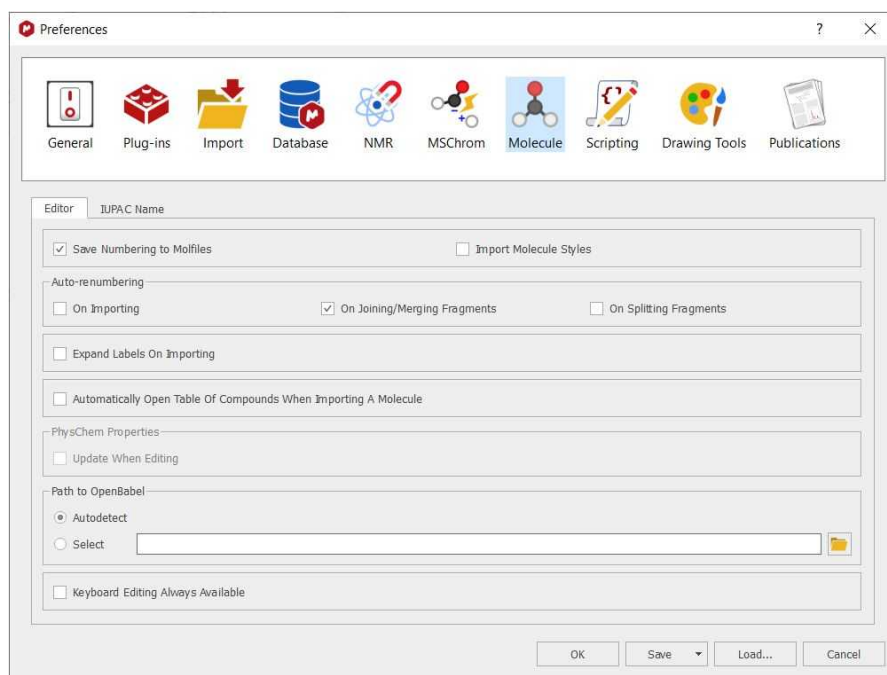 Preferences ?
General Plug-ins Import Database NMR MSChrom Molecule Scripting Drawing Tools Publications
Editor IUPAC Name
Save Numbering to Molfiles Import Molecule Styles
Auto-renumbering
On Importing On Joining/Merging Fragments On Splitting Fragments
Expand Labels On Importing
Automatically Open Table Of Compounds When Importing A Molecule
PhysChem Properties
Update When Editing
Path to OpenBabel
Autodetect
Select
Keyboard Editing Always Available
OK Save Load... Cancel